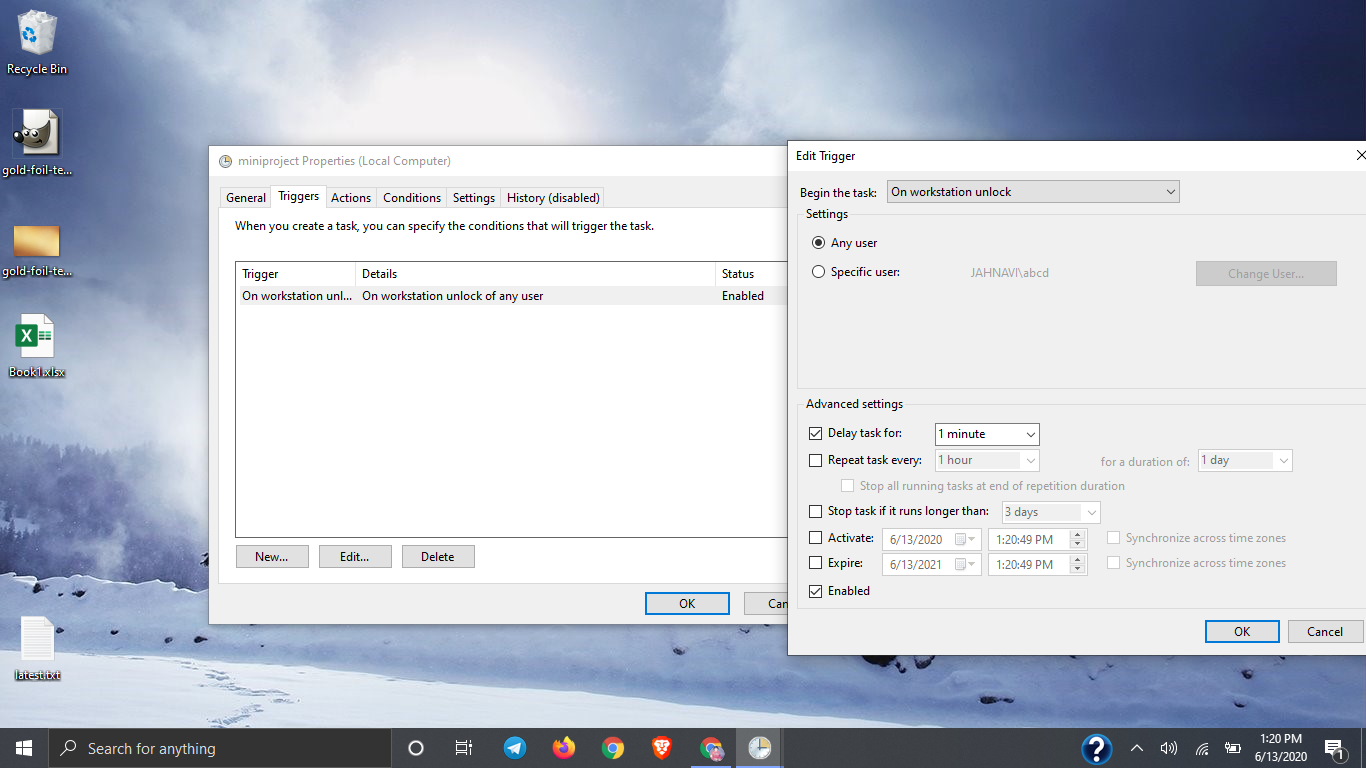 Recycle Bin
gold-foil-te...
gold-foil-te...
Book1.xlsx
latest.txt
miniproject Properties (Local Computer)
General Triggers Actions Conditions Settings History (disabled)
When you create a task, you can specify the conditions that will trigger the task.
Trigger Details Status
On workstation unl... On workstation unlock of any user Enabled
New... Edit... Delete
OK Can
Edit Trigger
Begin the task: On workstation unlock
Settings
Any user
Specific user: JAHNAVI\abcd Change User...
Advanced settings
Delay task for: 1 minute
Repeat task every: 1 hour for a duration of: 1 day
Stop all running tasks at end of repetition duration
Stop task if it runs longer than: 3 days
Activate: 6/13/2020 1:20:49 PM Synchronize across time zones
Expire: 6/13/2021 1:20:49 PM Synchronize across time zones
Enabled
OK Cancel
Search for anything
?
1:20 PM
6/13/2020
1